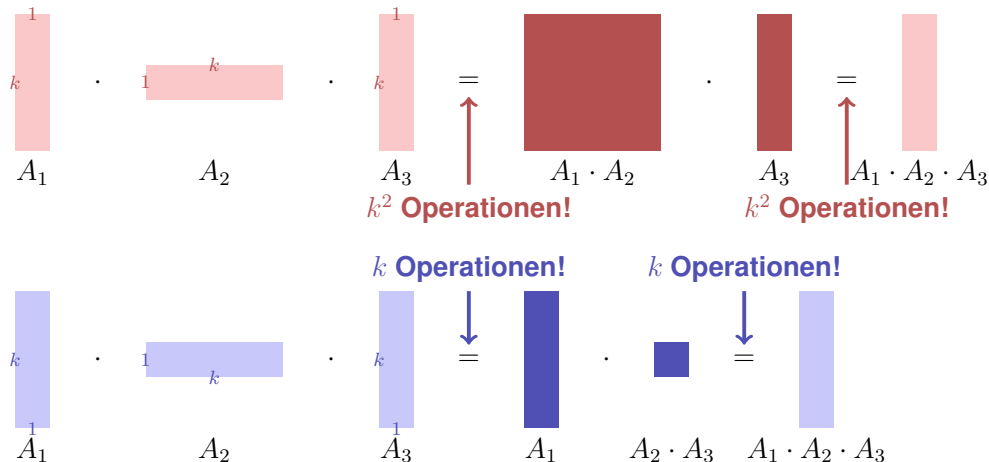 1 k 1
k · 1 · k = · =
A₁ A₂ A₃ A₁ · A₂ A₃ A₁ · A₂ · A₃
k² Operationen! k² Operationen!
k Operationen! k Operationen!
k · 1 · k = · =
k
1 1
A₁ A₂ A₃ A₁ A₂ · A₃ A₁ · A₂ · A₃